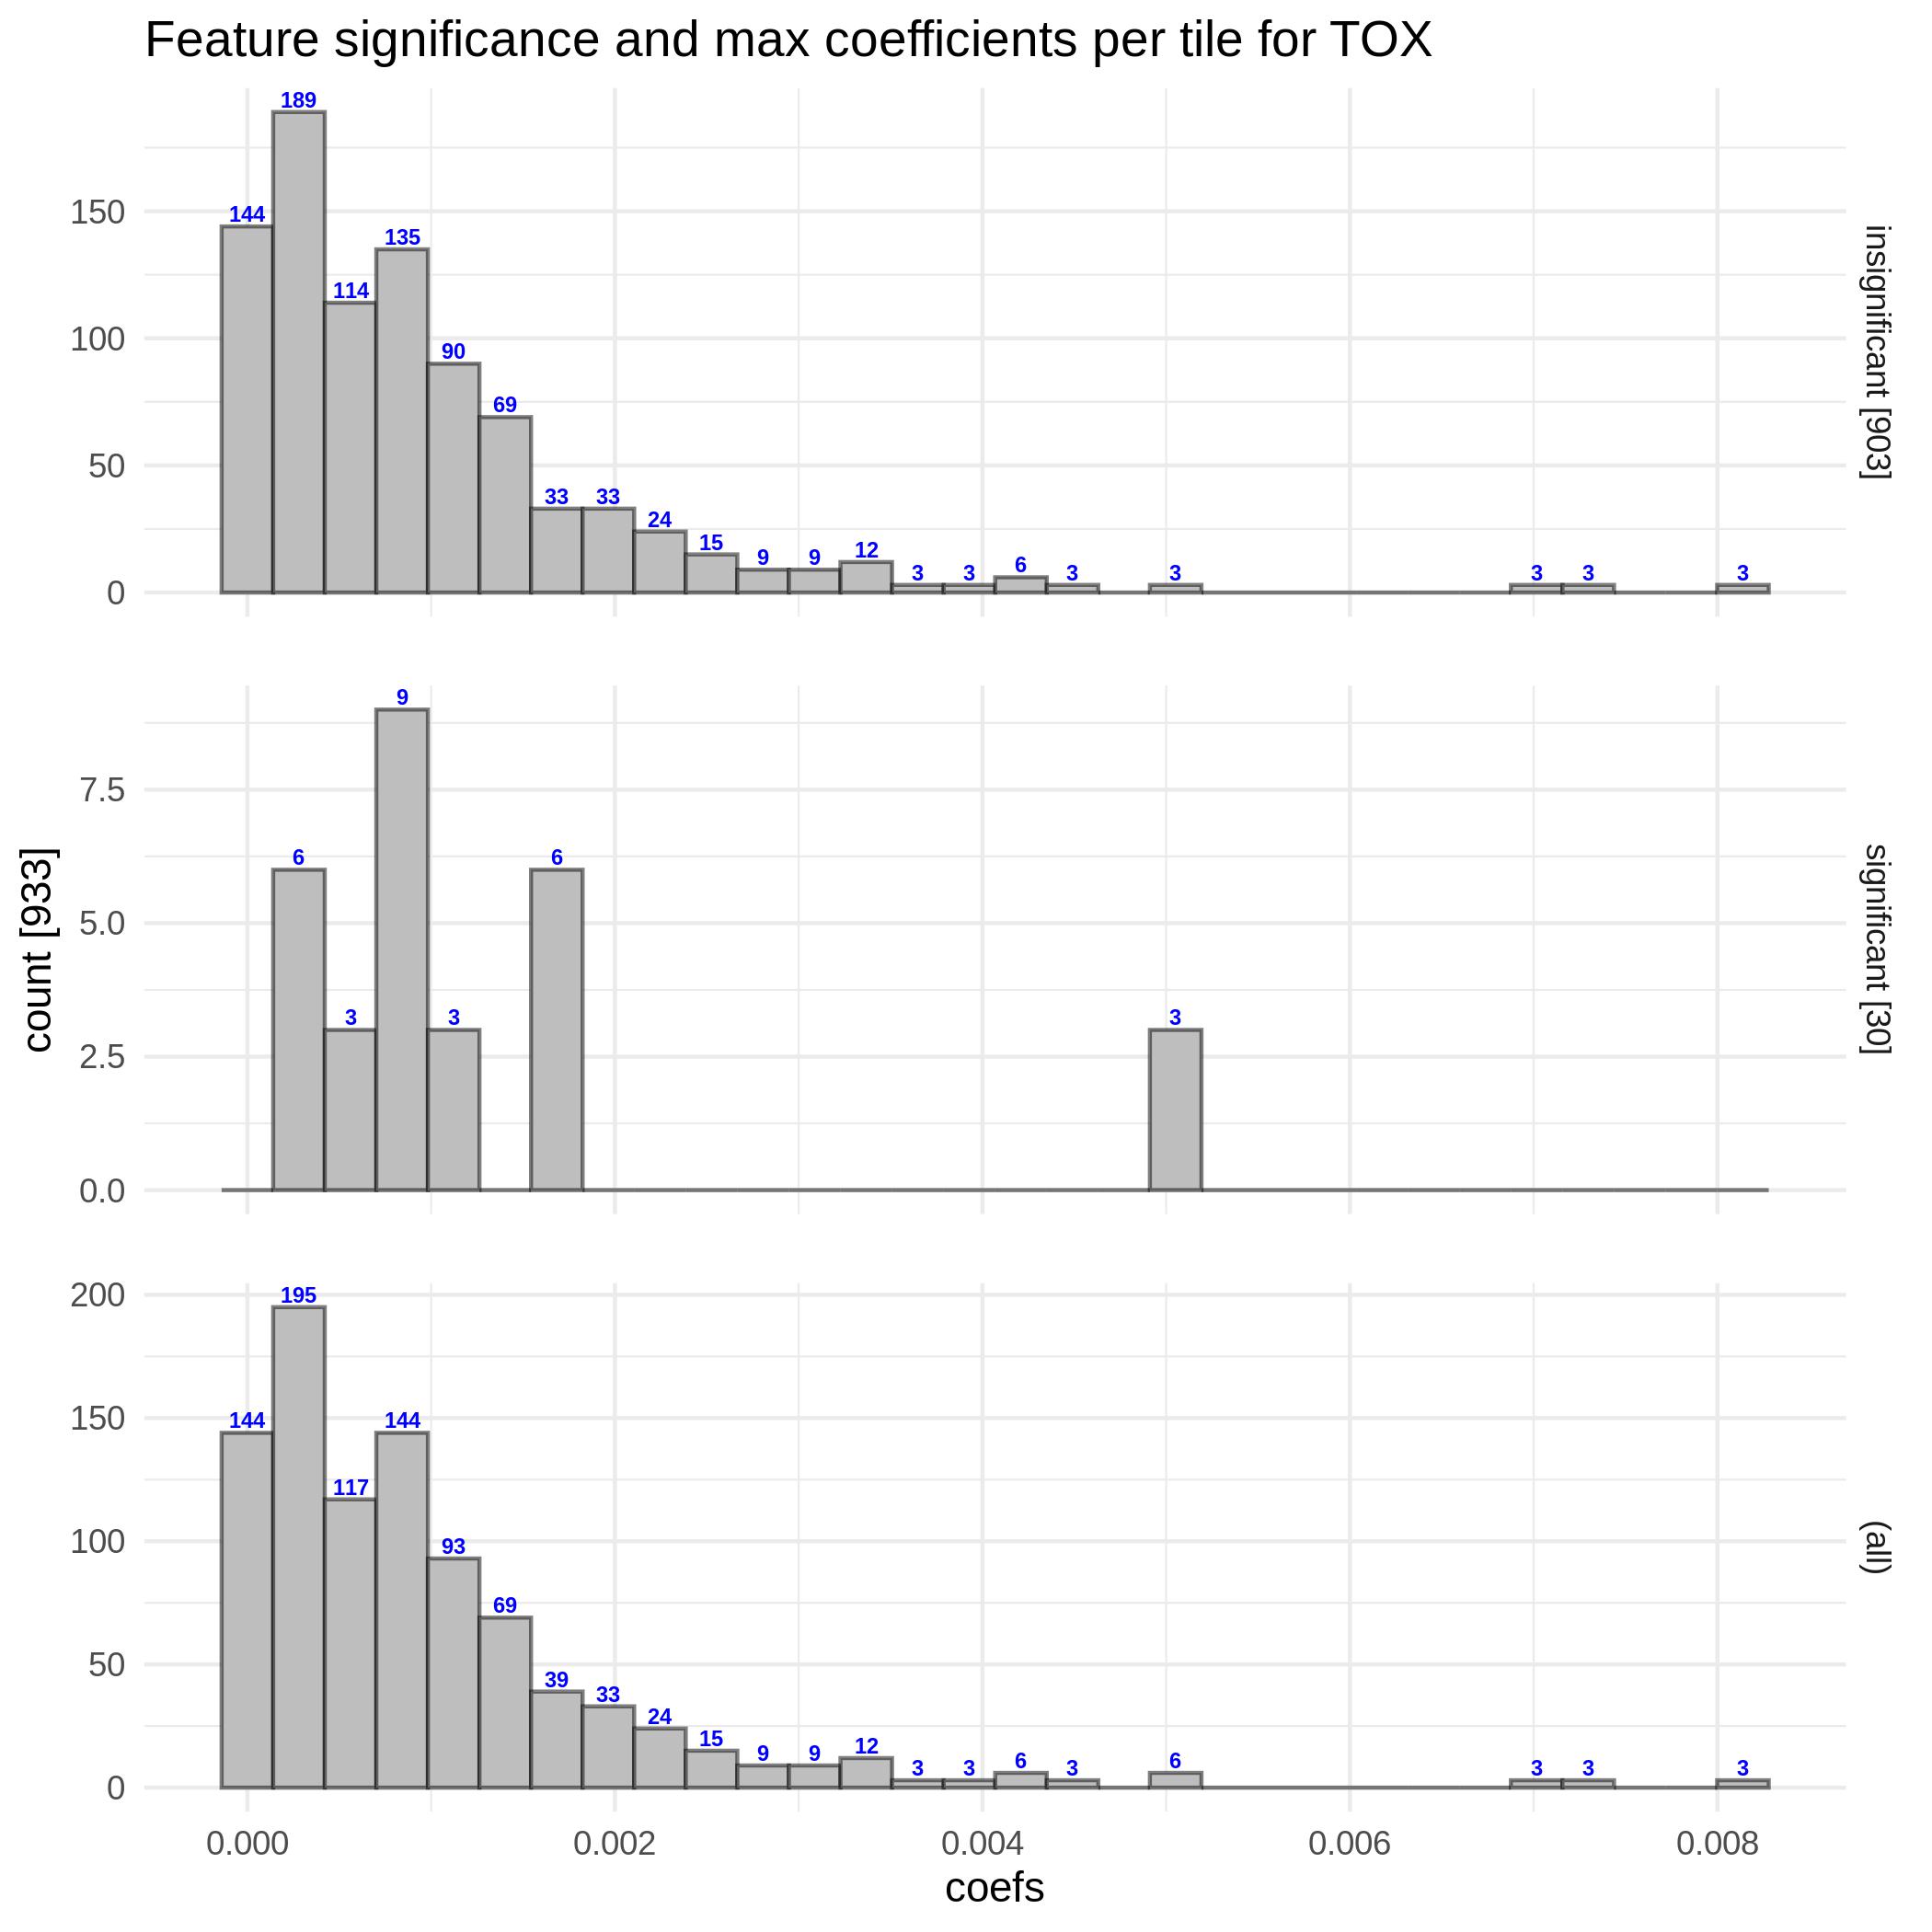 Feature significance and max coefficients per tile for TOX
189
144
135
114
90
69
33 33
24
15
9 9 12
3 3 6 3 3 3 3 3
150
100
50
0
insignificant [903]
9
6 6
3 3 3
7.5
5.0
2.5
0.0
significant [30]
count [933]
195
144 144
117
93
69
39
33
24
15
9 9 12
3 3 6 3 6 3 3 3
200
150
100
50
0
(all)
0.000 0.002 0.004 0.006 0.008
coefs